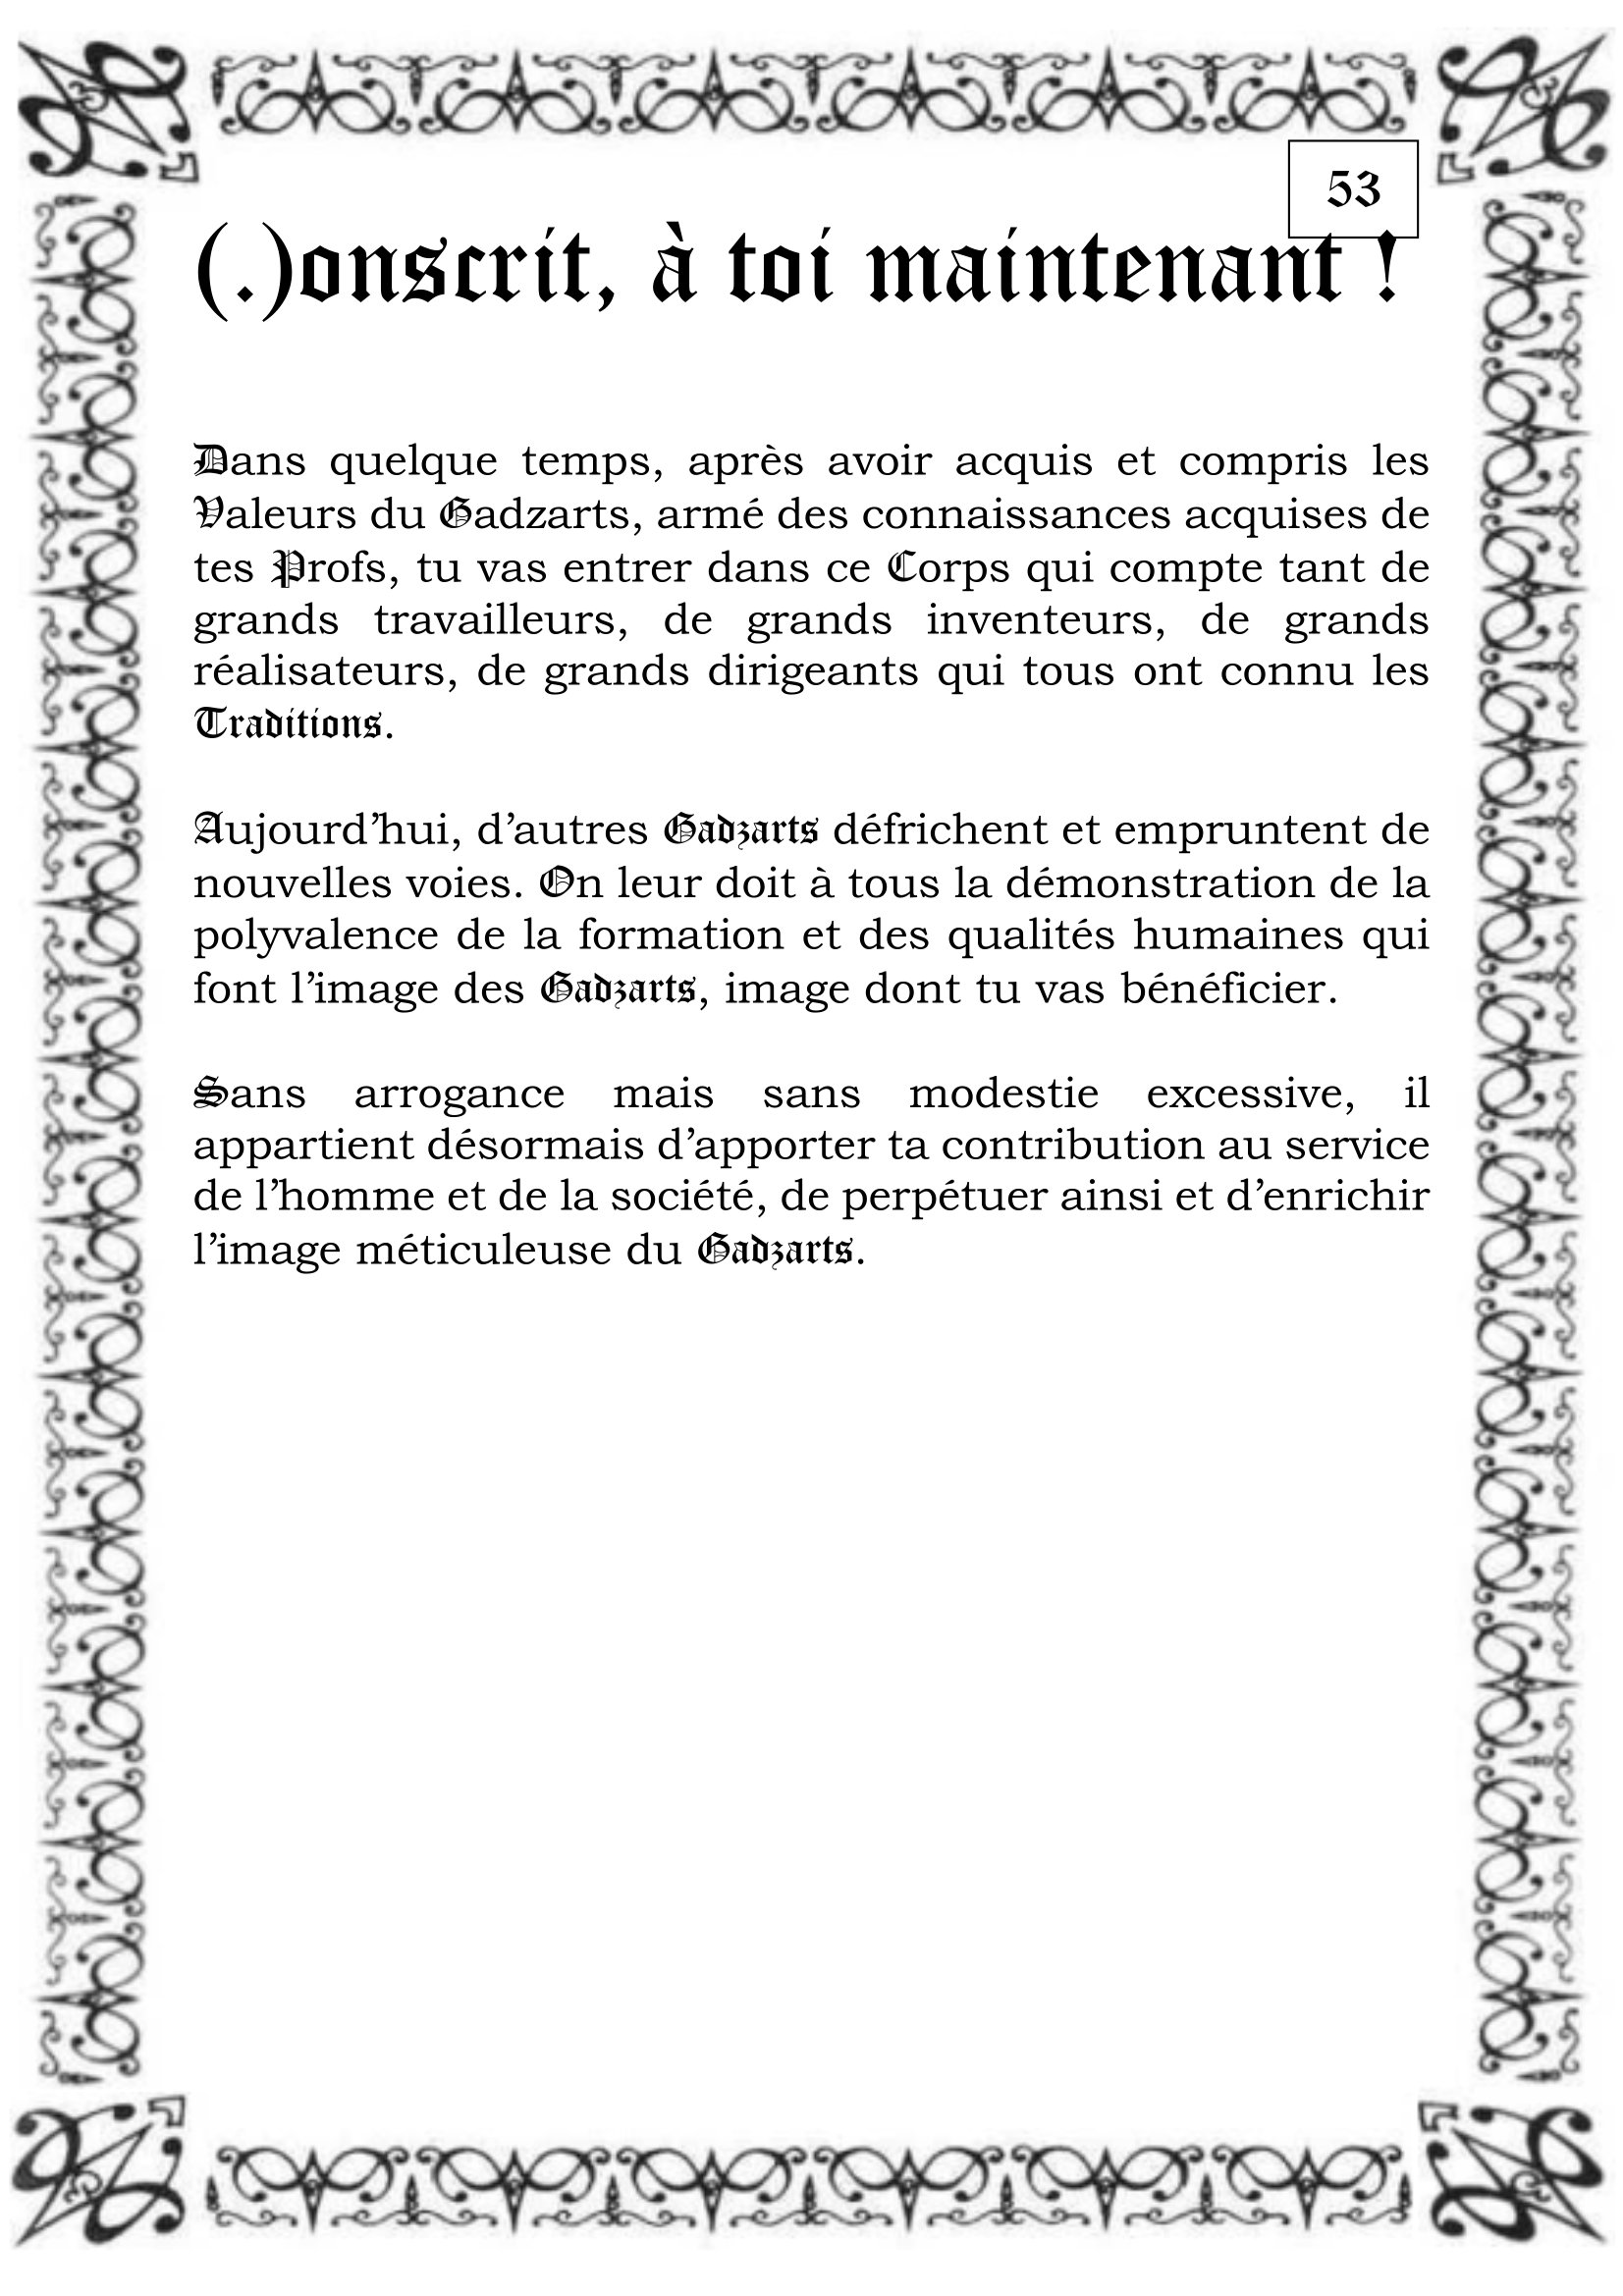 53
(.)onscrit, à toi maintenant !
Dans quelque temps, après avoir acquis et compris les
Valeurs du Gadzarts, armé des connaissances acquises de
tes Profs, tu vas entrer dans ce Corps qui compte tant de
grands travailleurs, de grands inventeurs, de grands
réalisateurs, de grands dirigeants qui tous ont connu les
Traditions.
Aujourd’hui, d’autres Gadzarts défrichent et empruntent de
nouvelles voies. On leur doit à tous la démonstration de la
polyvalence de la formation et des qualités humaines qui
font l’image des Gadzarts, image dont tu vas bénéficier.
Sans arrogance mais sans modestie excessive, il
appartient désormais d’apporter ta contribution au service
de l’homme et de la société, de perpétuer ainsi et d’enrichir
l’image méticuleuse du Gadzarts.